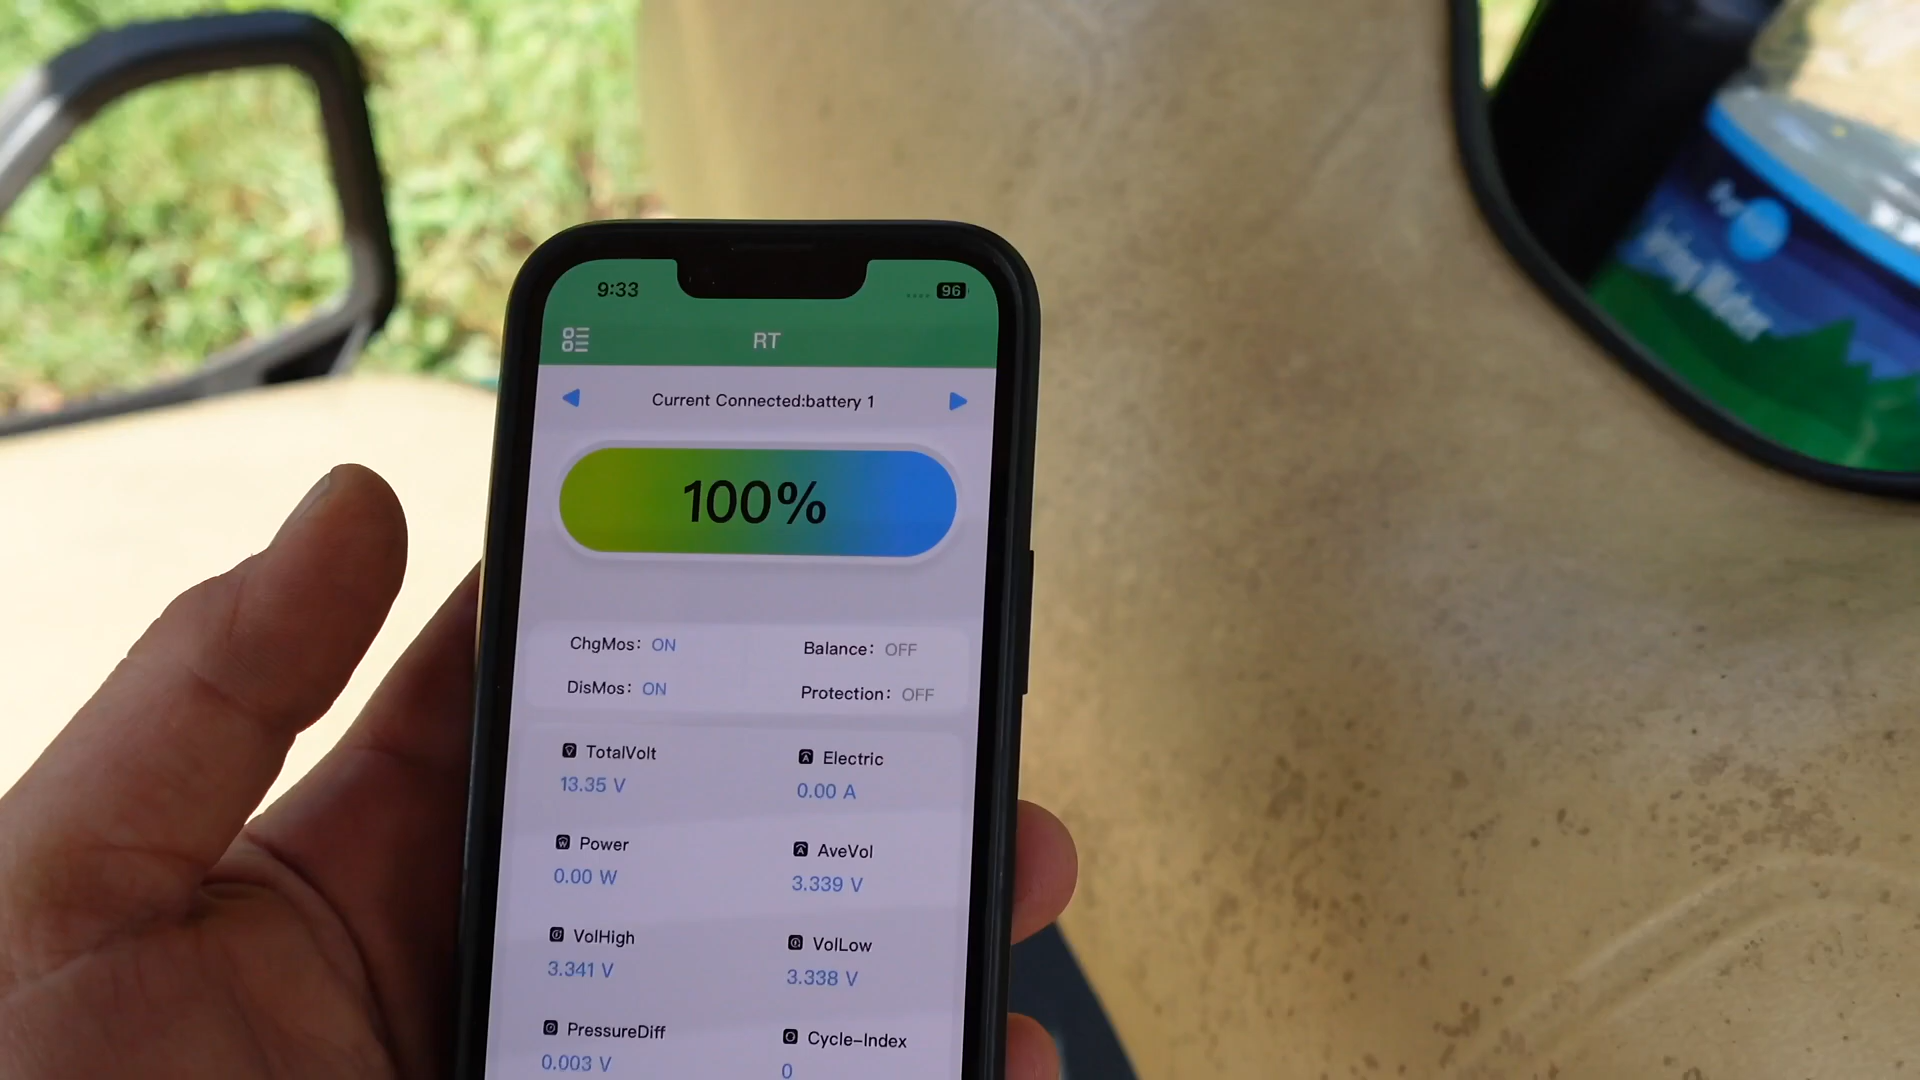 9:33
96
RT
Current Connected:battery 1
100%
ChgMos: ON
Balance: OFF
DisMos: ON
Protection: OFF
TotalVolt
Electric
13.35 V
0.00 A
Power
AveVol
0.00 W
3.339 V
VolHigh
VolLow
3.341 V
3.338 V
PressureDiff
Cycle-Index
0.003 V
0
Spring Water